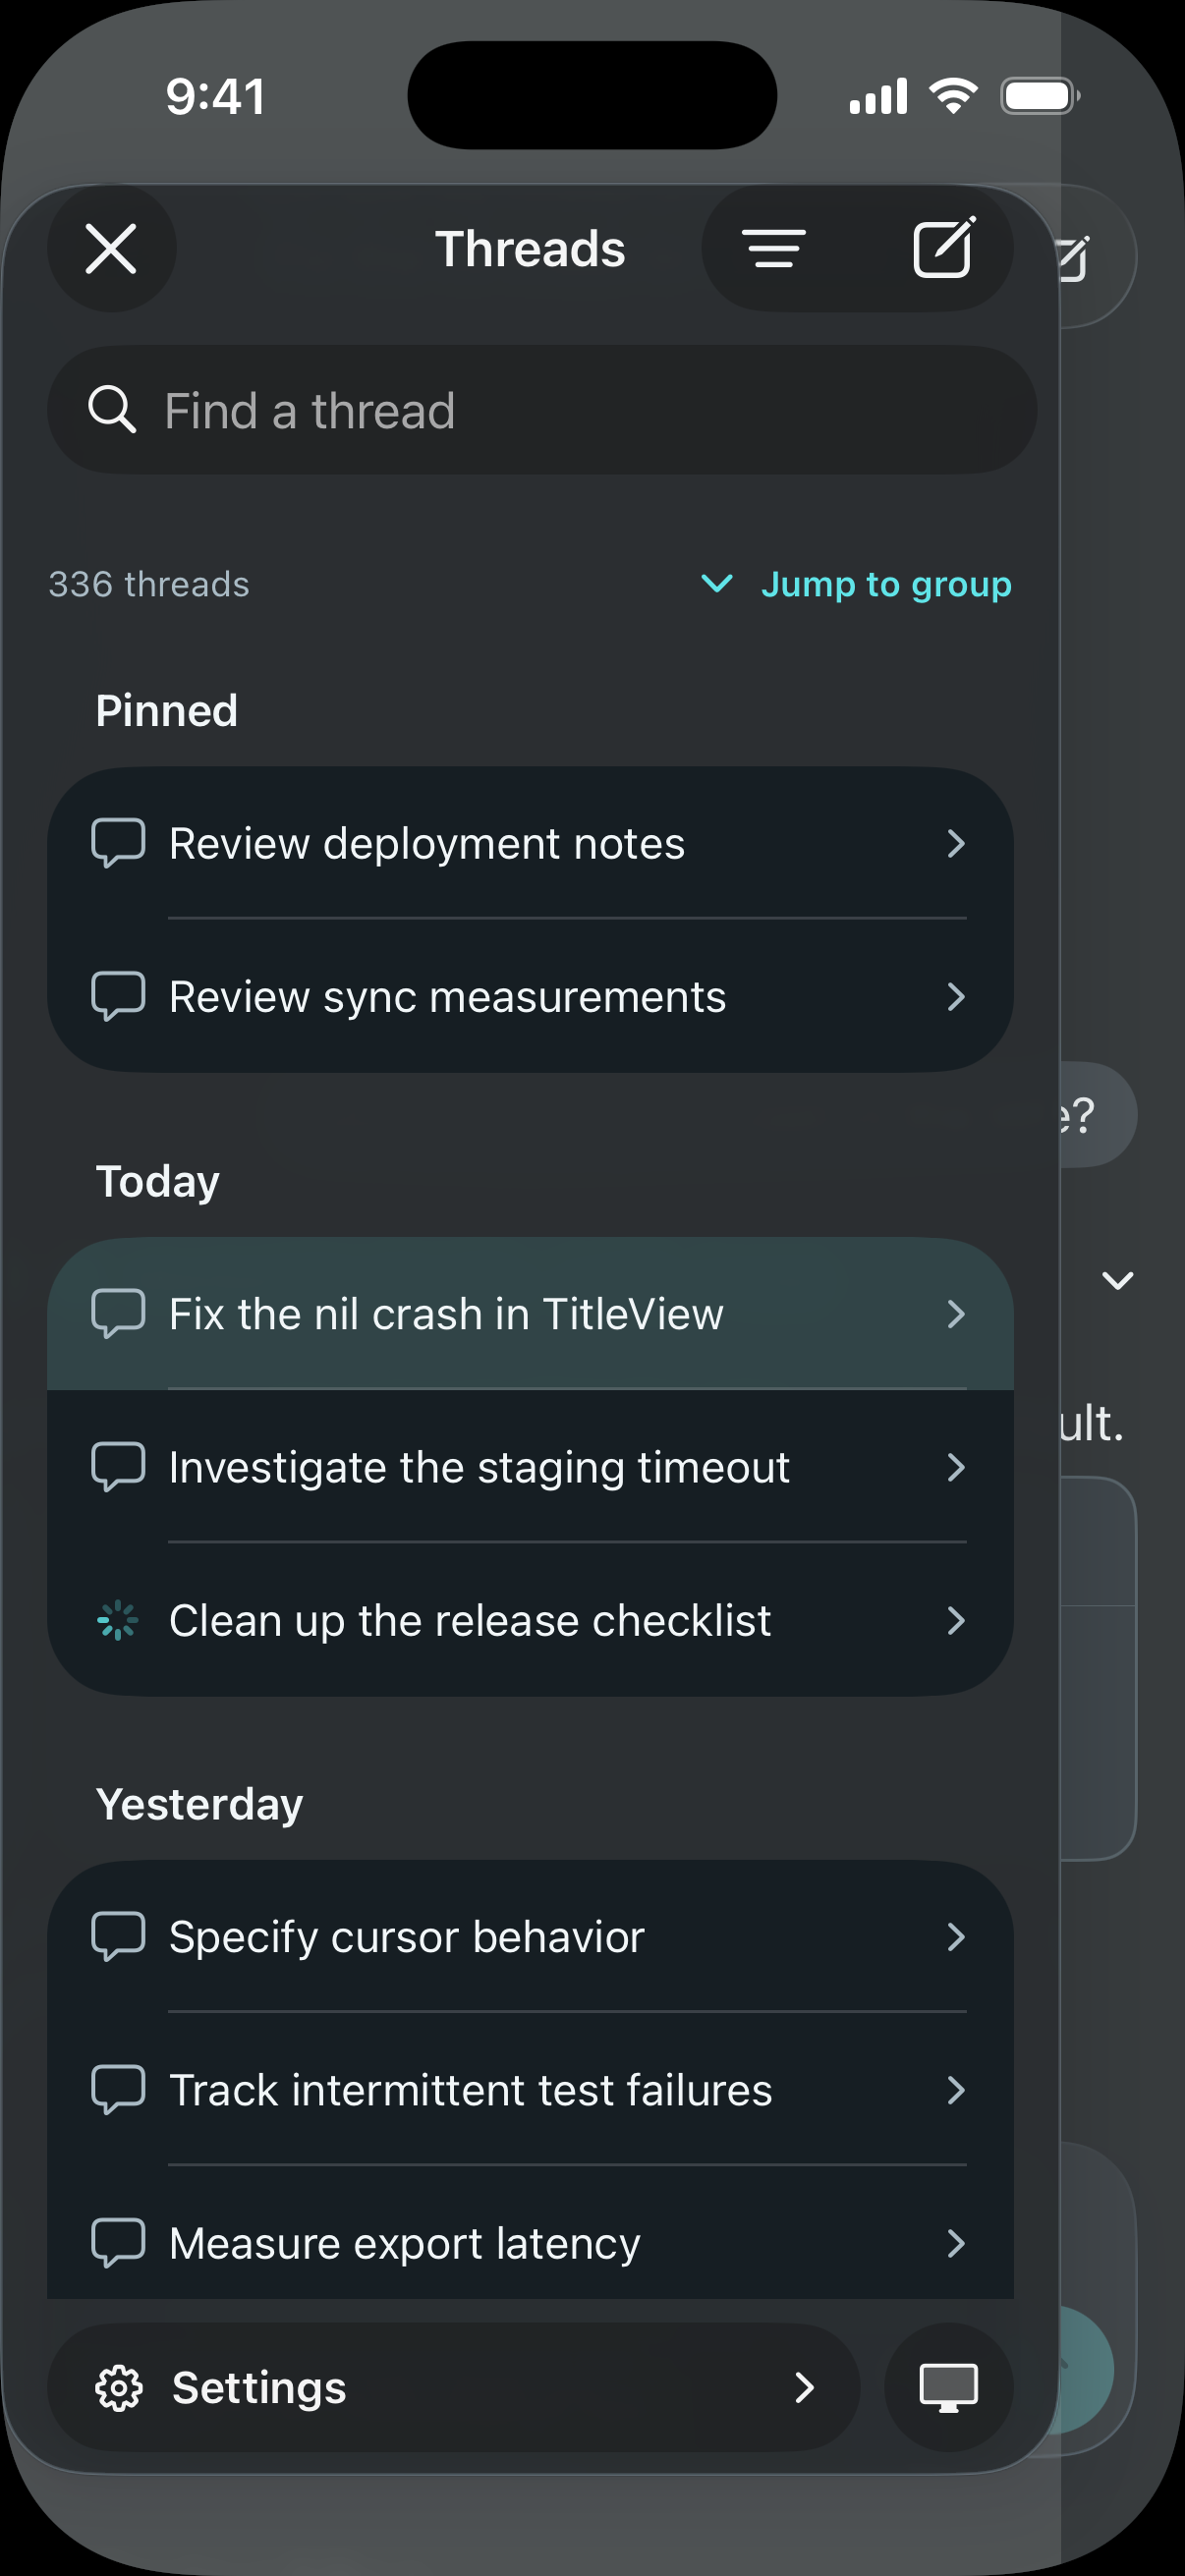 9:41
Threads
Find a thread
336 threads
Jump to group
Pinned
Review deployment notes
Review sync measurements
e?
Today
Fix the nil crash in TitleView
ult.
Investigate the staging timeout
Clean up the release checklist
Yesterday
Specify cursor behavior
Track intermittent test failures
Measure export latency
Settings